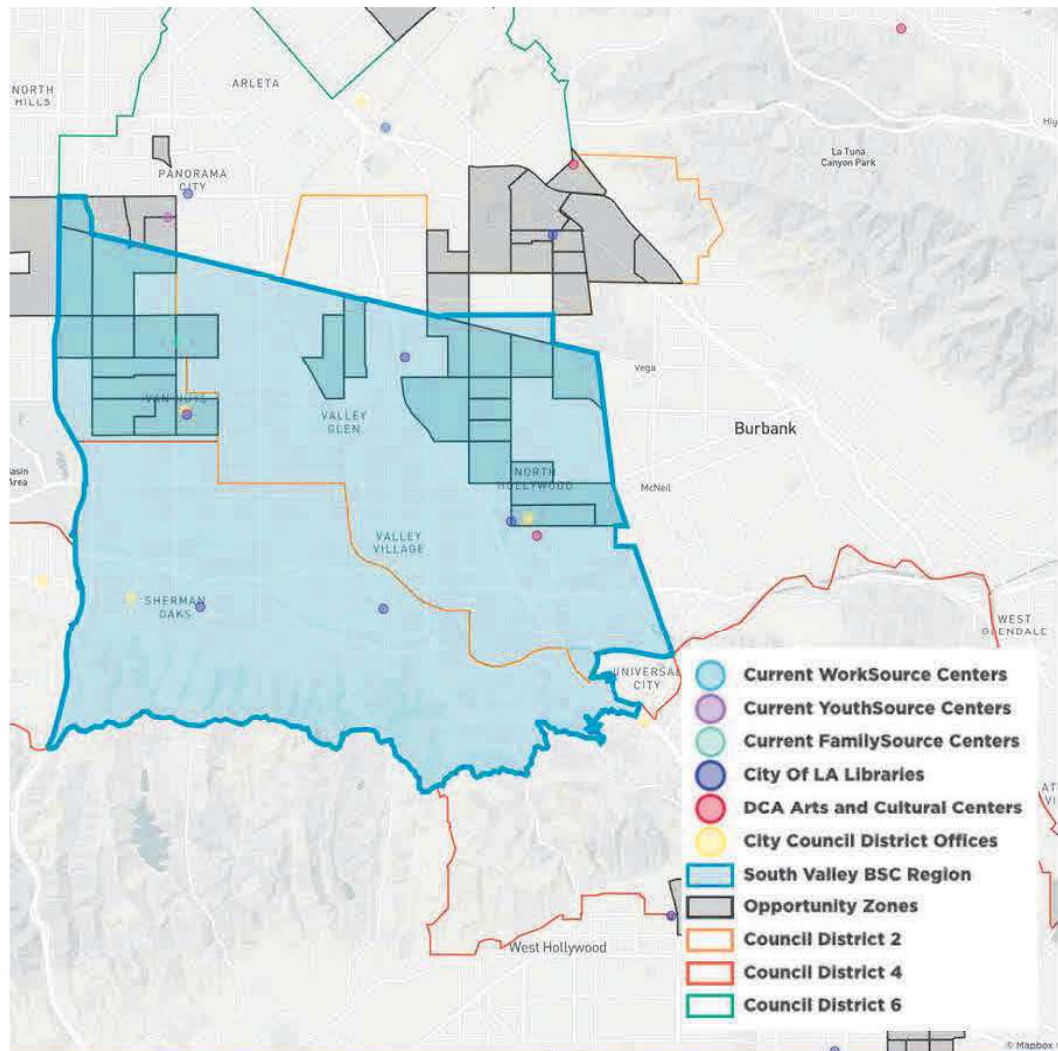 ARLETA
NORTH
HILLS
La Tuna
Canyon Park
PANORAMA
CITY
Vega
VAN NUYS
VALLEY
GLEN
Burbank
NORTH
HOLLYWOOD
McNeil
Basin
Area
VALLEY
VILLAGE
SHERMAN
OAKS
WEST
GLENDALE
UNIVERSAL
CITY
Current WorkSource Centers
Current YouthSource Centers
Current FamilySource Centers
City Of LA Libraries
DCA Arts and Cultural Centers
City Council District Offices
South Valley BSC Region
Opportunity Zones
Council District 2
Council District 4
Council District 6
West Hollywood
© Mapbox